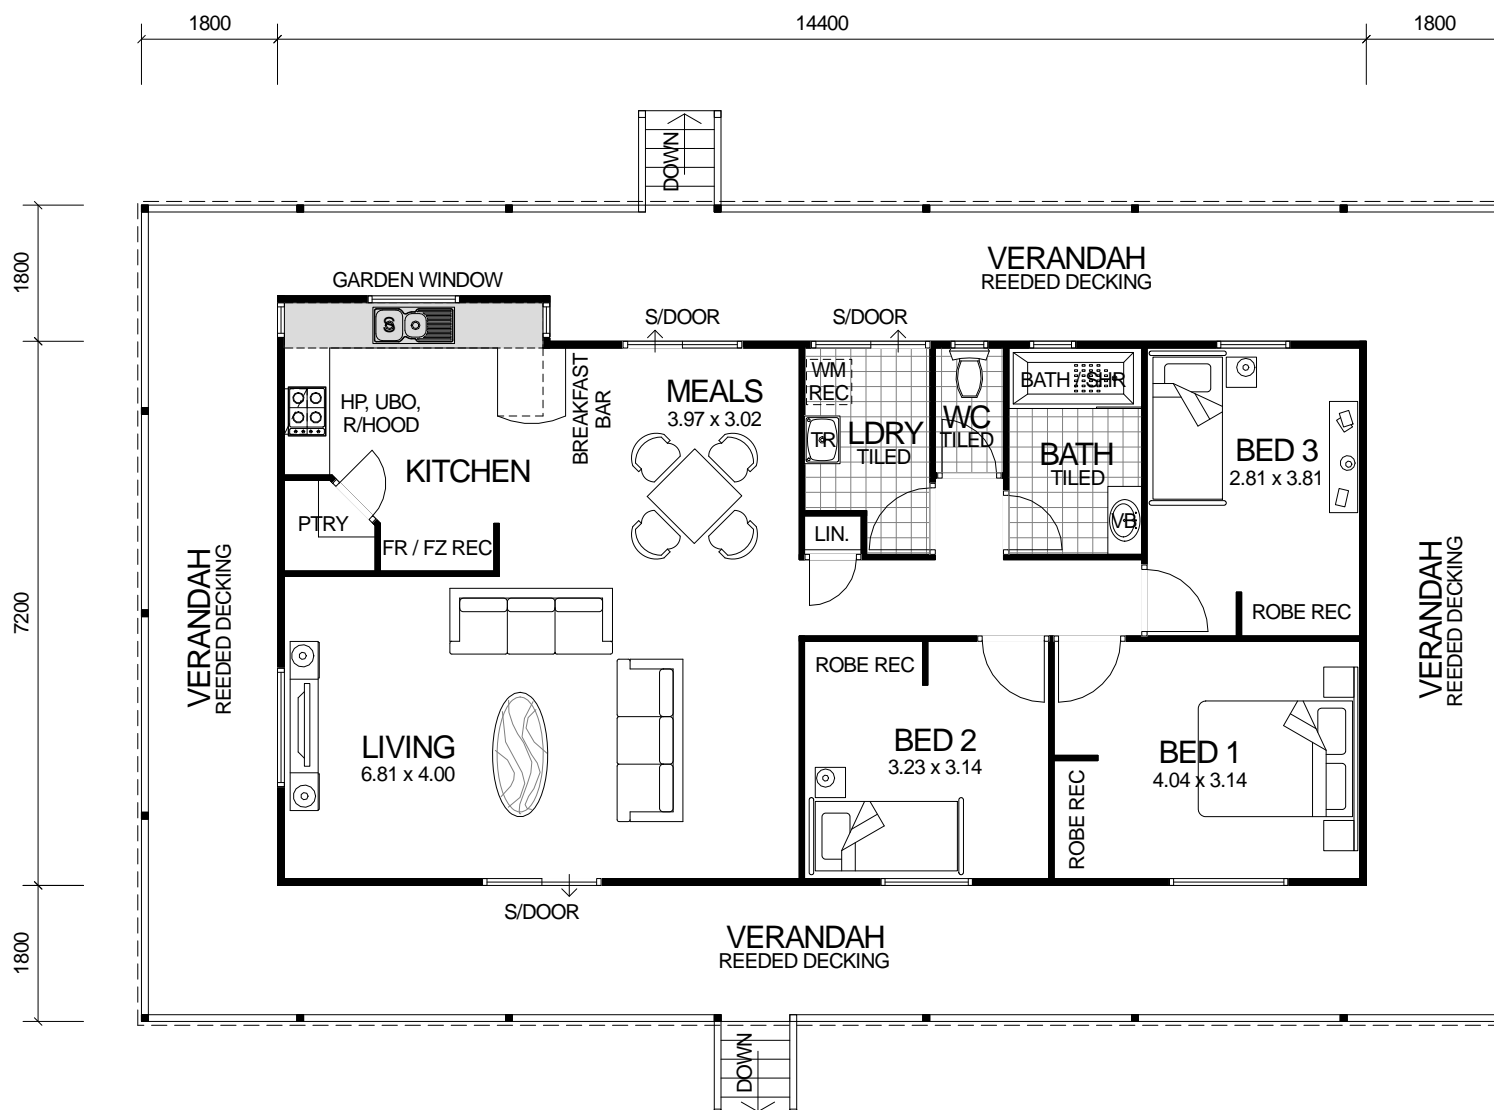 1800
14400
1800
DOWN
1800
7200
1800
VERANDAH
REEDED DECKING
GARDEN WINDOW
S/DOOR
S/DOOR
S
HP, UBO,
R/HOOD
BREAKFAST
BAR
MEALS
3.97 x 3.02
WM
REC
TR
LDRY
TILED
WC
TILED
BATH / SHR
BATH
TILED
VB
BED 3
2.81 x 3.81
KITCHEN
PTRY
FR / FZ REC
LIN.
ROBE REC
VERANDAH
REEDED DECKING
VERANDAH
REEDED DECKING
LIVING
6.81 x 4.00
ROBE REC
BED 2
3.23 x 3.14
BED 1
4.04 x 3.14
ROBE REC
S/DOOR
VERANDAH
REEDED DECKING
DOWN